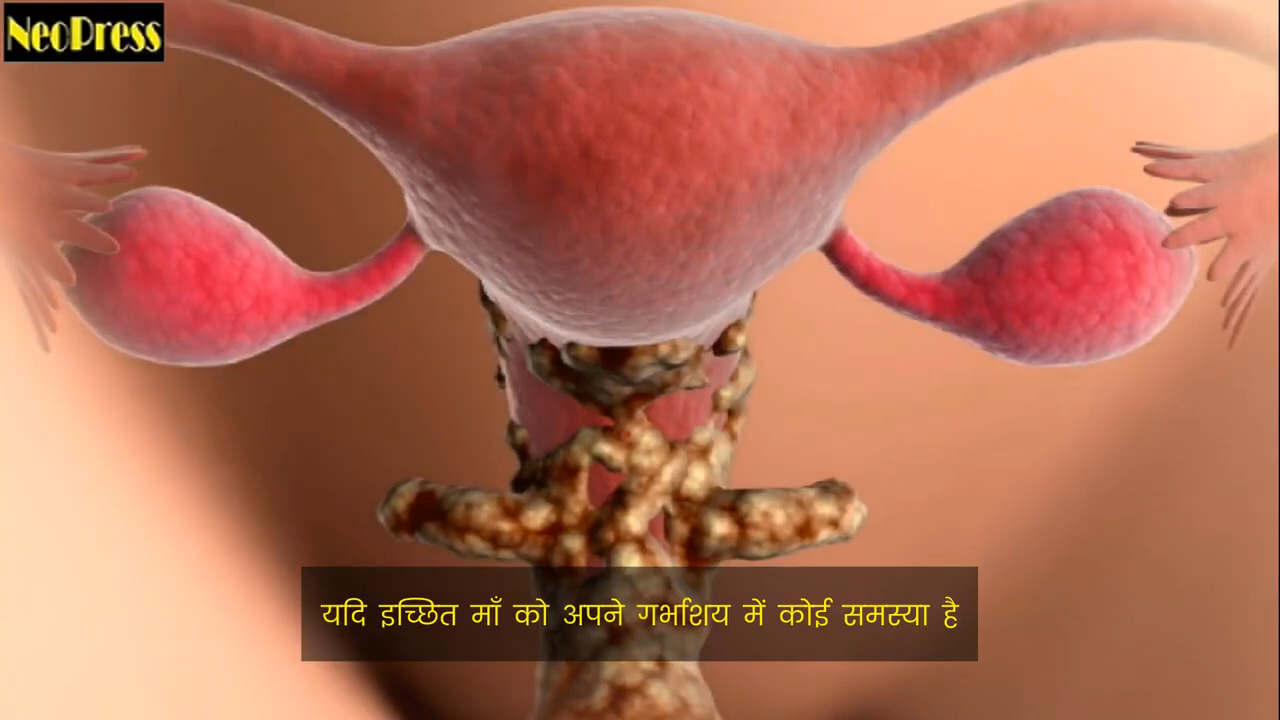 NeoPress
यदि इच्छित माँ को अपने गर्भाशय में कोई समस्या है